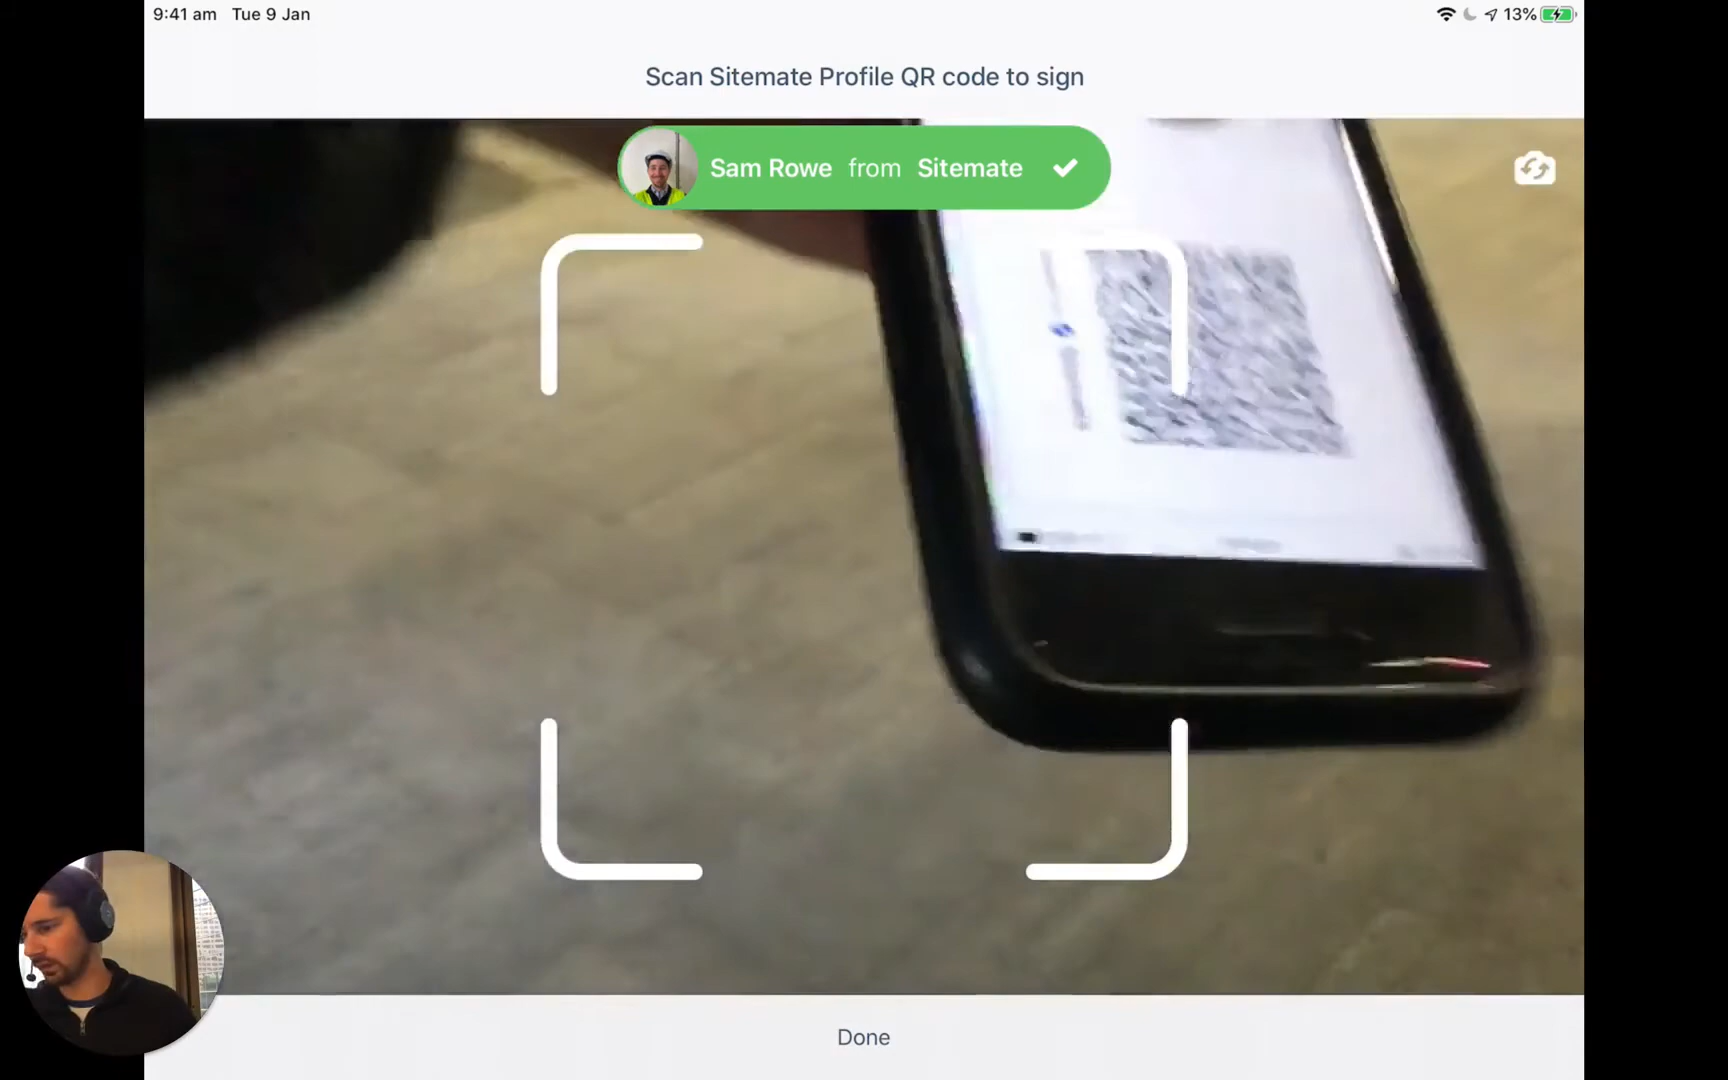 9:41 am Tue 9 Jan
13%
Scan Sitemate Profile QR code to sign
Sam Rowe from Sitemate
Done